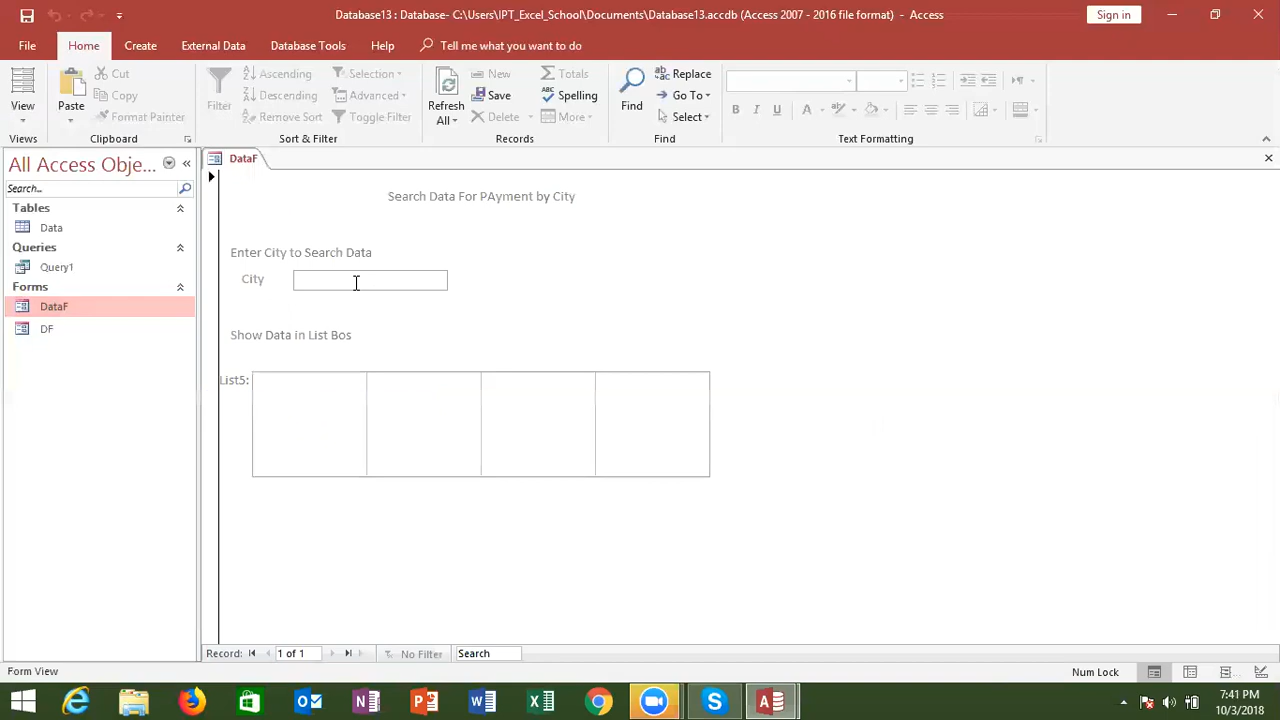 Database13 : Database- C:\Users\IPT_Excel_School\Documents\Database13.accdb (Access 2007 - 2016 file format) - Access
Sign in
File Home Create External Data Database Tools Help Tell me what you want to do
View
Views
Paste
Cut
Copy
Format Painter
Clipboard
Filter
Ascending
Descending
Remove Sort
Selection
Advanced
Toggle Filter
Sort & Filter
Refresh
All
New
Save
Delete
Totals
Spelling
More
Records
Find
Replace
Go To
Select
Find
B I U A
Text Formatting
All Access Obje...
Search...
Tables
Data
Queries
Query1
Forms
DataF
DF
DataF
Search Data For PAyment by City
Enter City to Search Data
City
Show Data in List Bos
List5:
Record: 1 of 1 No Filter Search
Form View
Num Lock
7:41 PM
10/3/2018